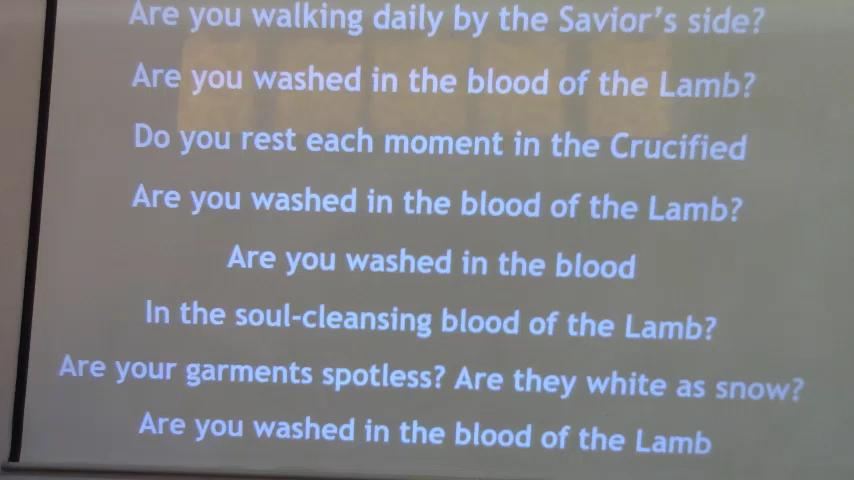 Are you walking daily by the Savior's side?
Are you washed in the blood of the Lamb?
Do you rest each moment in the Crucified
Are you washed in the blood of the Lamb?
Are you washed in the blood
In the soul-cleansing blood of the Lamb?
Are your garments spotless? Are they white as snow?
Are you washed in the blood of the Lamb